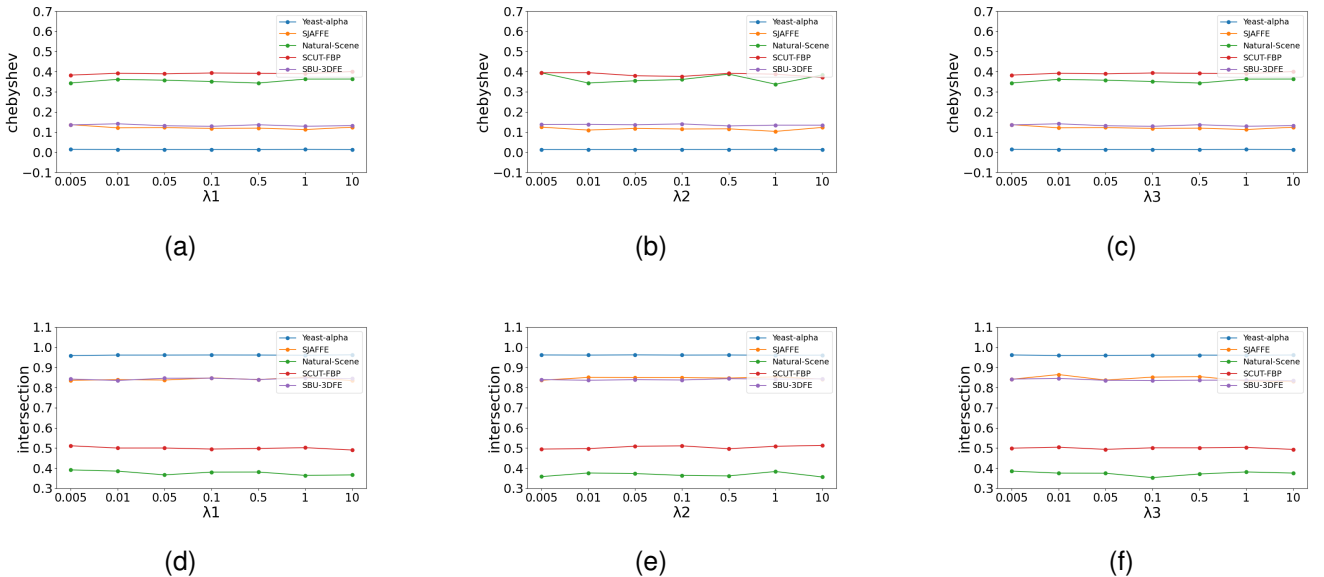 0.7
0.6
0.5
0.4
0.3
0.2
0.1
0.0
−0.1
chebyshev
0.005 0.01 0.05 0.1 0.5 1 10
λ1
Yeast-alpha
SJAFFE
Natural-Scene
SCUT-FBP
SBU-3DFE
(a)
0.7
0.6
0.5
0.4
0.3
0.2
0.1
0.0
−0.1
chebyshev
0.005 0.01 0.05 0.1 0.5 1 10
λ2
Yeast-alpha
SJAFFE
Natural-Scene
SCUT-FBP
SBU-3DFE
(b)
0.7
0.6
0.5
0.4
0.3
0.2
0.1
0.0
−0.1
chebyshev
0.005 0.01 0.05 0.1 0.5 1 10
λ3
Yeast-alpha
SJAFFE
Natural-Scene
SCUT-FBP
SBU-3DFE
(c)
1.1
1.0
0.9
0.8
0.7
0.6
0.5
0.4
0.3
intersection
0.005 0.01 0.05 0.1 0.5 1 10
λ1
Yeast-alpha
SJAFFE
Natural-Scene
SCUT-FBP
SBU-3DFE
(d)
1.1
1.0
0.9
0.8
0.7
0.6
0.5
0.4
0.3
intersection
0.005 0.01 0.05 0.1 0.5 1 10
λ2
Yeast-alpha
SJAFFE
Natural-Scene
SCUT-FBP
SBU-3DFE
(e)
1.1
1.0
0.9
0.8
0.7
0.6
0.5
0.4
0.3
intersection
0.005 0.01 0.05 0.1 0.5 1 10
λ3
Yeast-alpha
SJAFFE
Natural-Scene
SCUT-FBP
SBU-3DFE
(f)